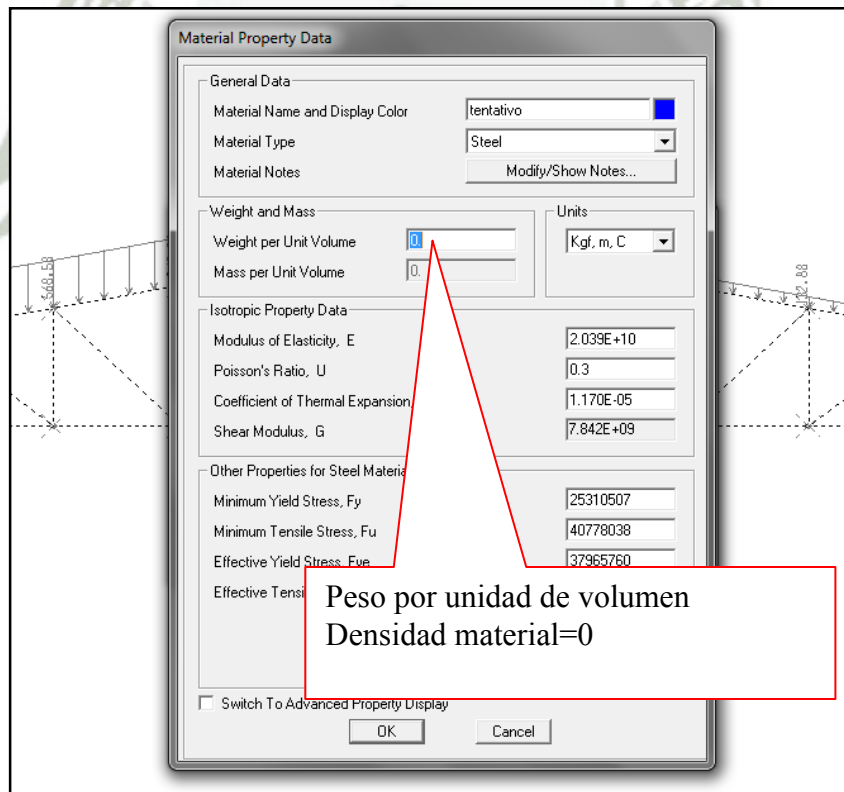 Material Property Data
General Data
Material Name and Display Color
tentativo
Material Type
Steel
Material Notes
Modify/Show Notes...
Weight and Mass
Weight per Unit Volume
0.
Mass per Unit Volume
0.
Units
Kgf, m, C
568.58
Isotropic Property Data
Modulus of Elasticity, E
2.039E+10
Poisson's Ratio, U
0.3
Coefficient of Thermal Expansion,
1.170E-05
Shear Modulus, G
7.842E+09
Other Properties for Steel Materia
Minimum Yield Stress, Fy
25310507
Minimum Tensile Stress, Fu
40778038
Effective Yield Stress, Fye
37965760
Effective Tensi
Peso por unidad de volumen
Densidad material=0
Switch To Advanced Property Display
OK
Cancel